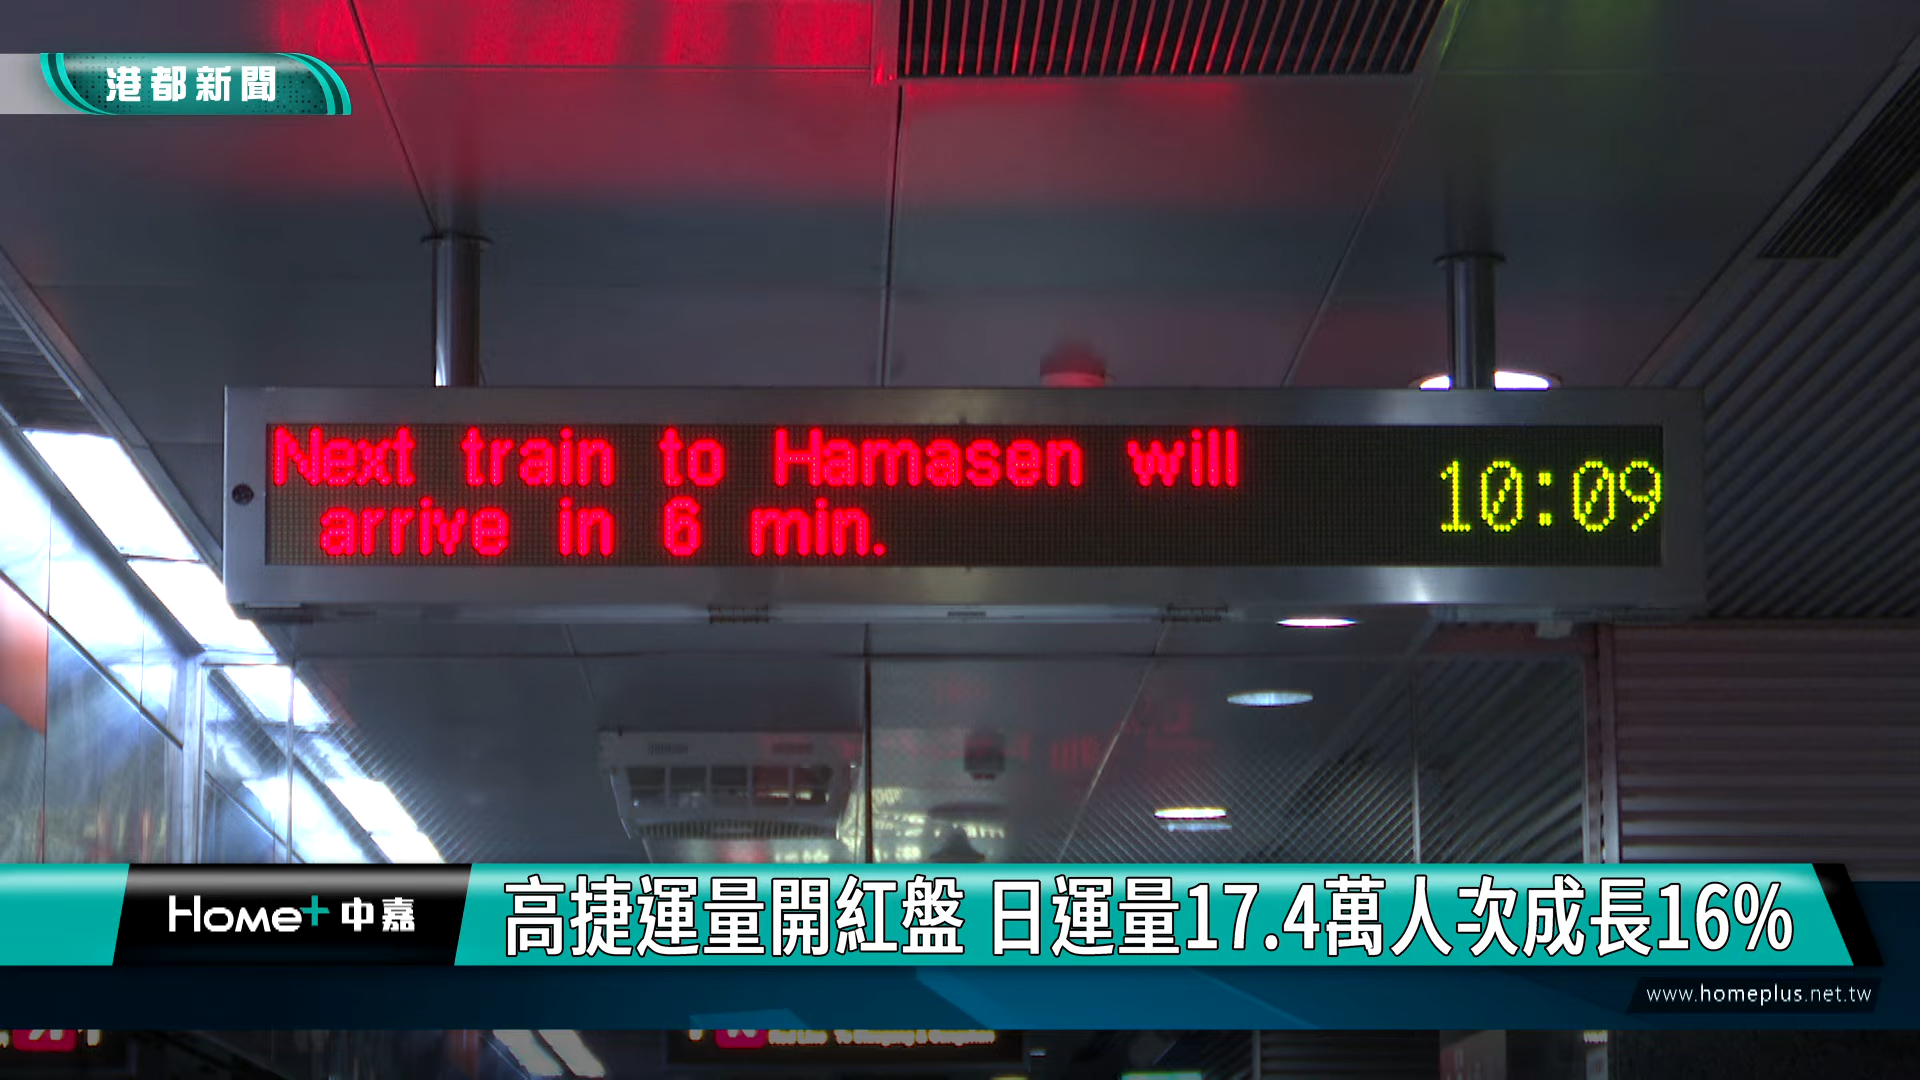 港都新聞
Next train to Hamasen will
arrive in 6 min.
10:09
Home+ 中嘉
高捷運量開紅盤 日運量17.4萬人次成長16%
www.homeplus.net.tw